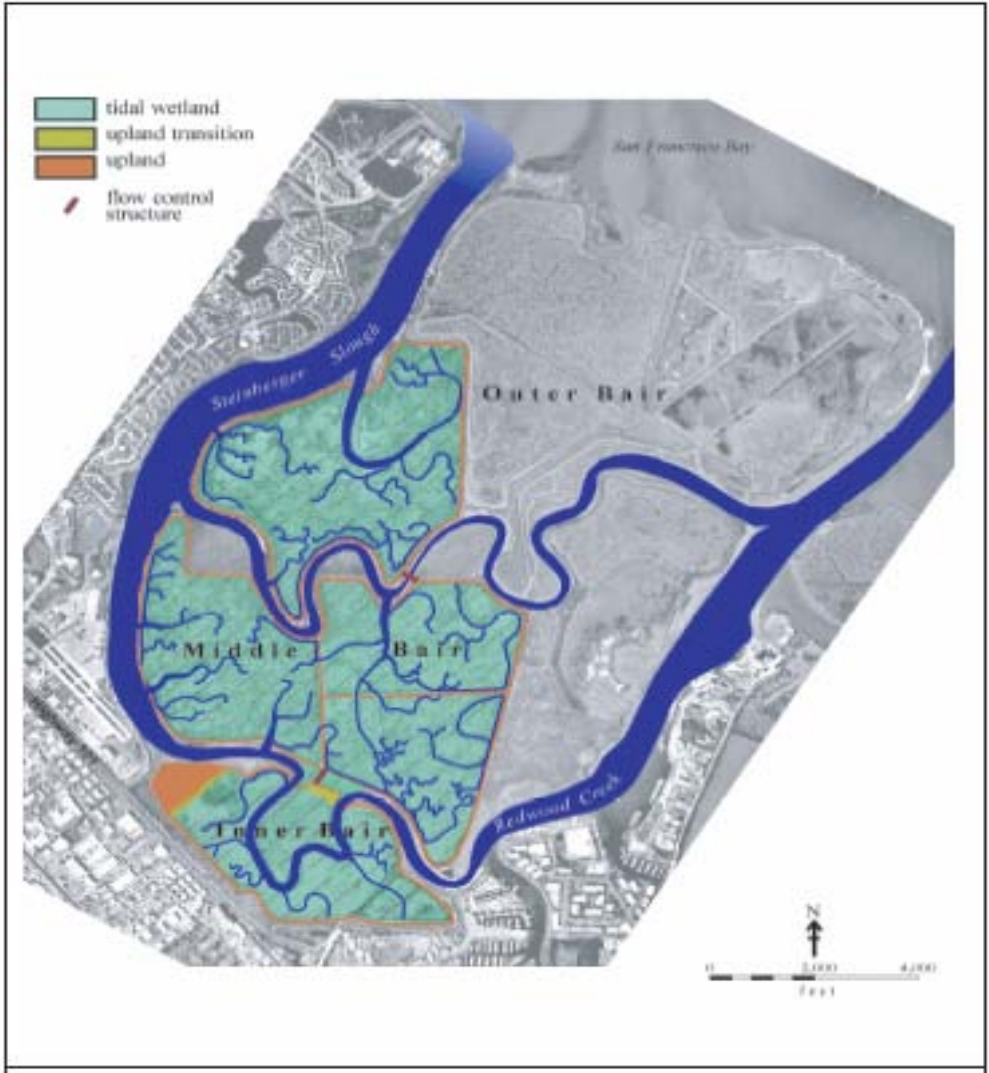 tidal wetland
upland transition
upland
flow control
structure
San Francisco Bay
Steinberger Slough
Outer Bair
Middle Bair
Inner Bair
Redwood Creek
N
0 2,000 4,000
feet